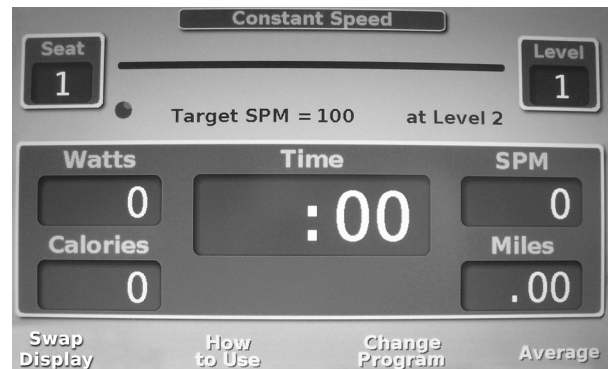 Constant Speed
Seat
1
Level
1
Target SPM = 100 at Level 2
Watts
0
Time
:00
SPM
0
Calories
0
Miles
.00
Swap
Display
How
to Use
Change
Program
Average